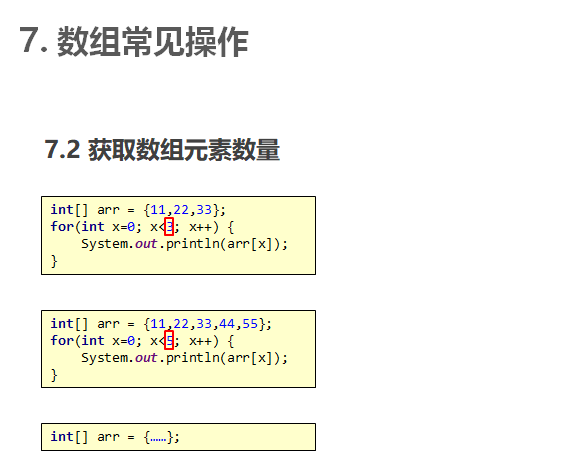 7. 数组常见操作
7.2 获取数组元素数量
int[] arr = {11,22,33};
for(int x=0; x<3; x++) {
    System.out.println(arr[x]);
}
int[] arr = {11,22,33,44,55};
for(int x=0; x<5; x++) {
    System.out.println(arr[x]);
}
int[] arr = {……};